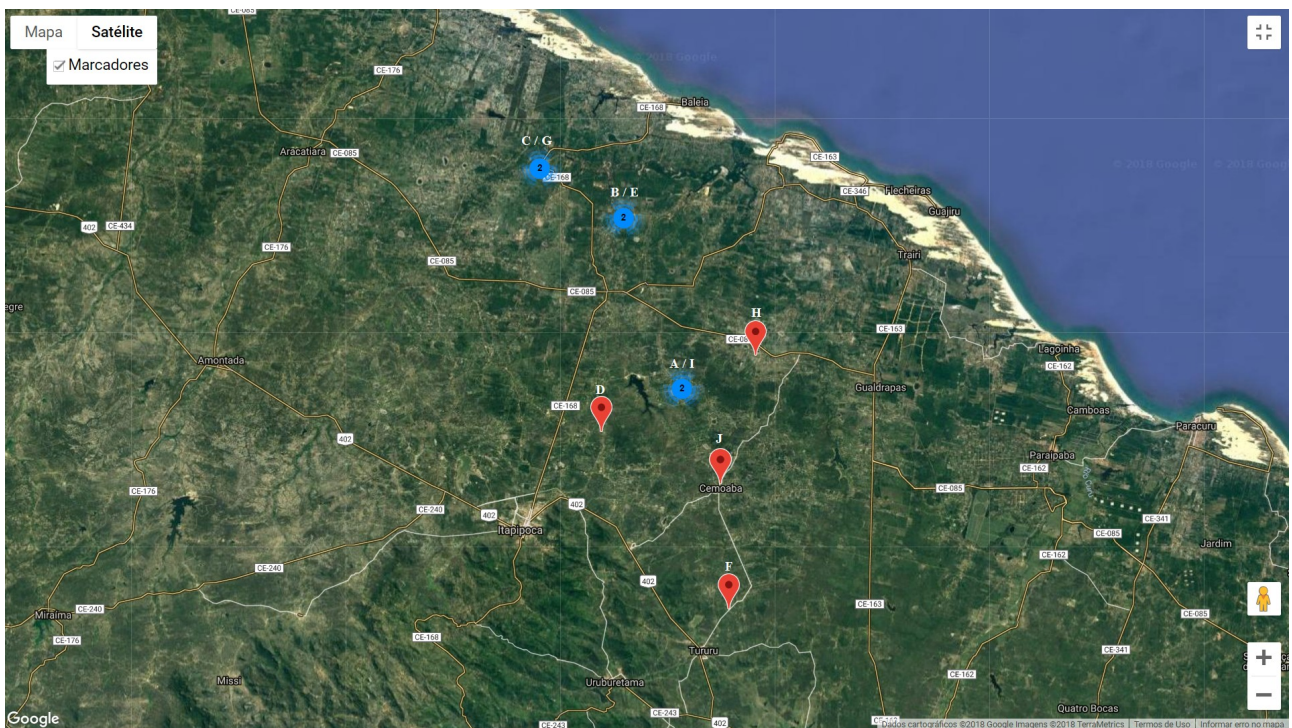 CE-085
Mapa
Satélite
Marcadores
CE-176
Baleia
CE-168
C / G
2
CE-168
Aracatiara
CE-085
CE-163
B / E
2
CE-346
Flecheiras
Guajiru
402
CE-434
CE-176
CE-085
Trairi
CE-085
egre
H
CE-08
CE-163
Lagoinha
Amontada
A / I
2
CE-162
Gualdrapas
D
CE-168
Camboas
Paracuru
402
J
Paraipaba
CE-162
Cemoaba
CE-085
CE-176
CE-240
402
402
Itapipoca
CE-341
CE-085
Jardim
CE-162
CE-240
F
402
Miraíma
CE-240
CE-163
CE-085
CE-176
CE-168
Tururu
CE-341
CE-162
Missi
Uruburetama
Quatro Bocas
CE-243
CE-243
402
Google
Dados cartográficos ©2018 Google Imagens ©2018 TerraMetrics
Termos de Uso
Informar erro no mapa